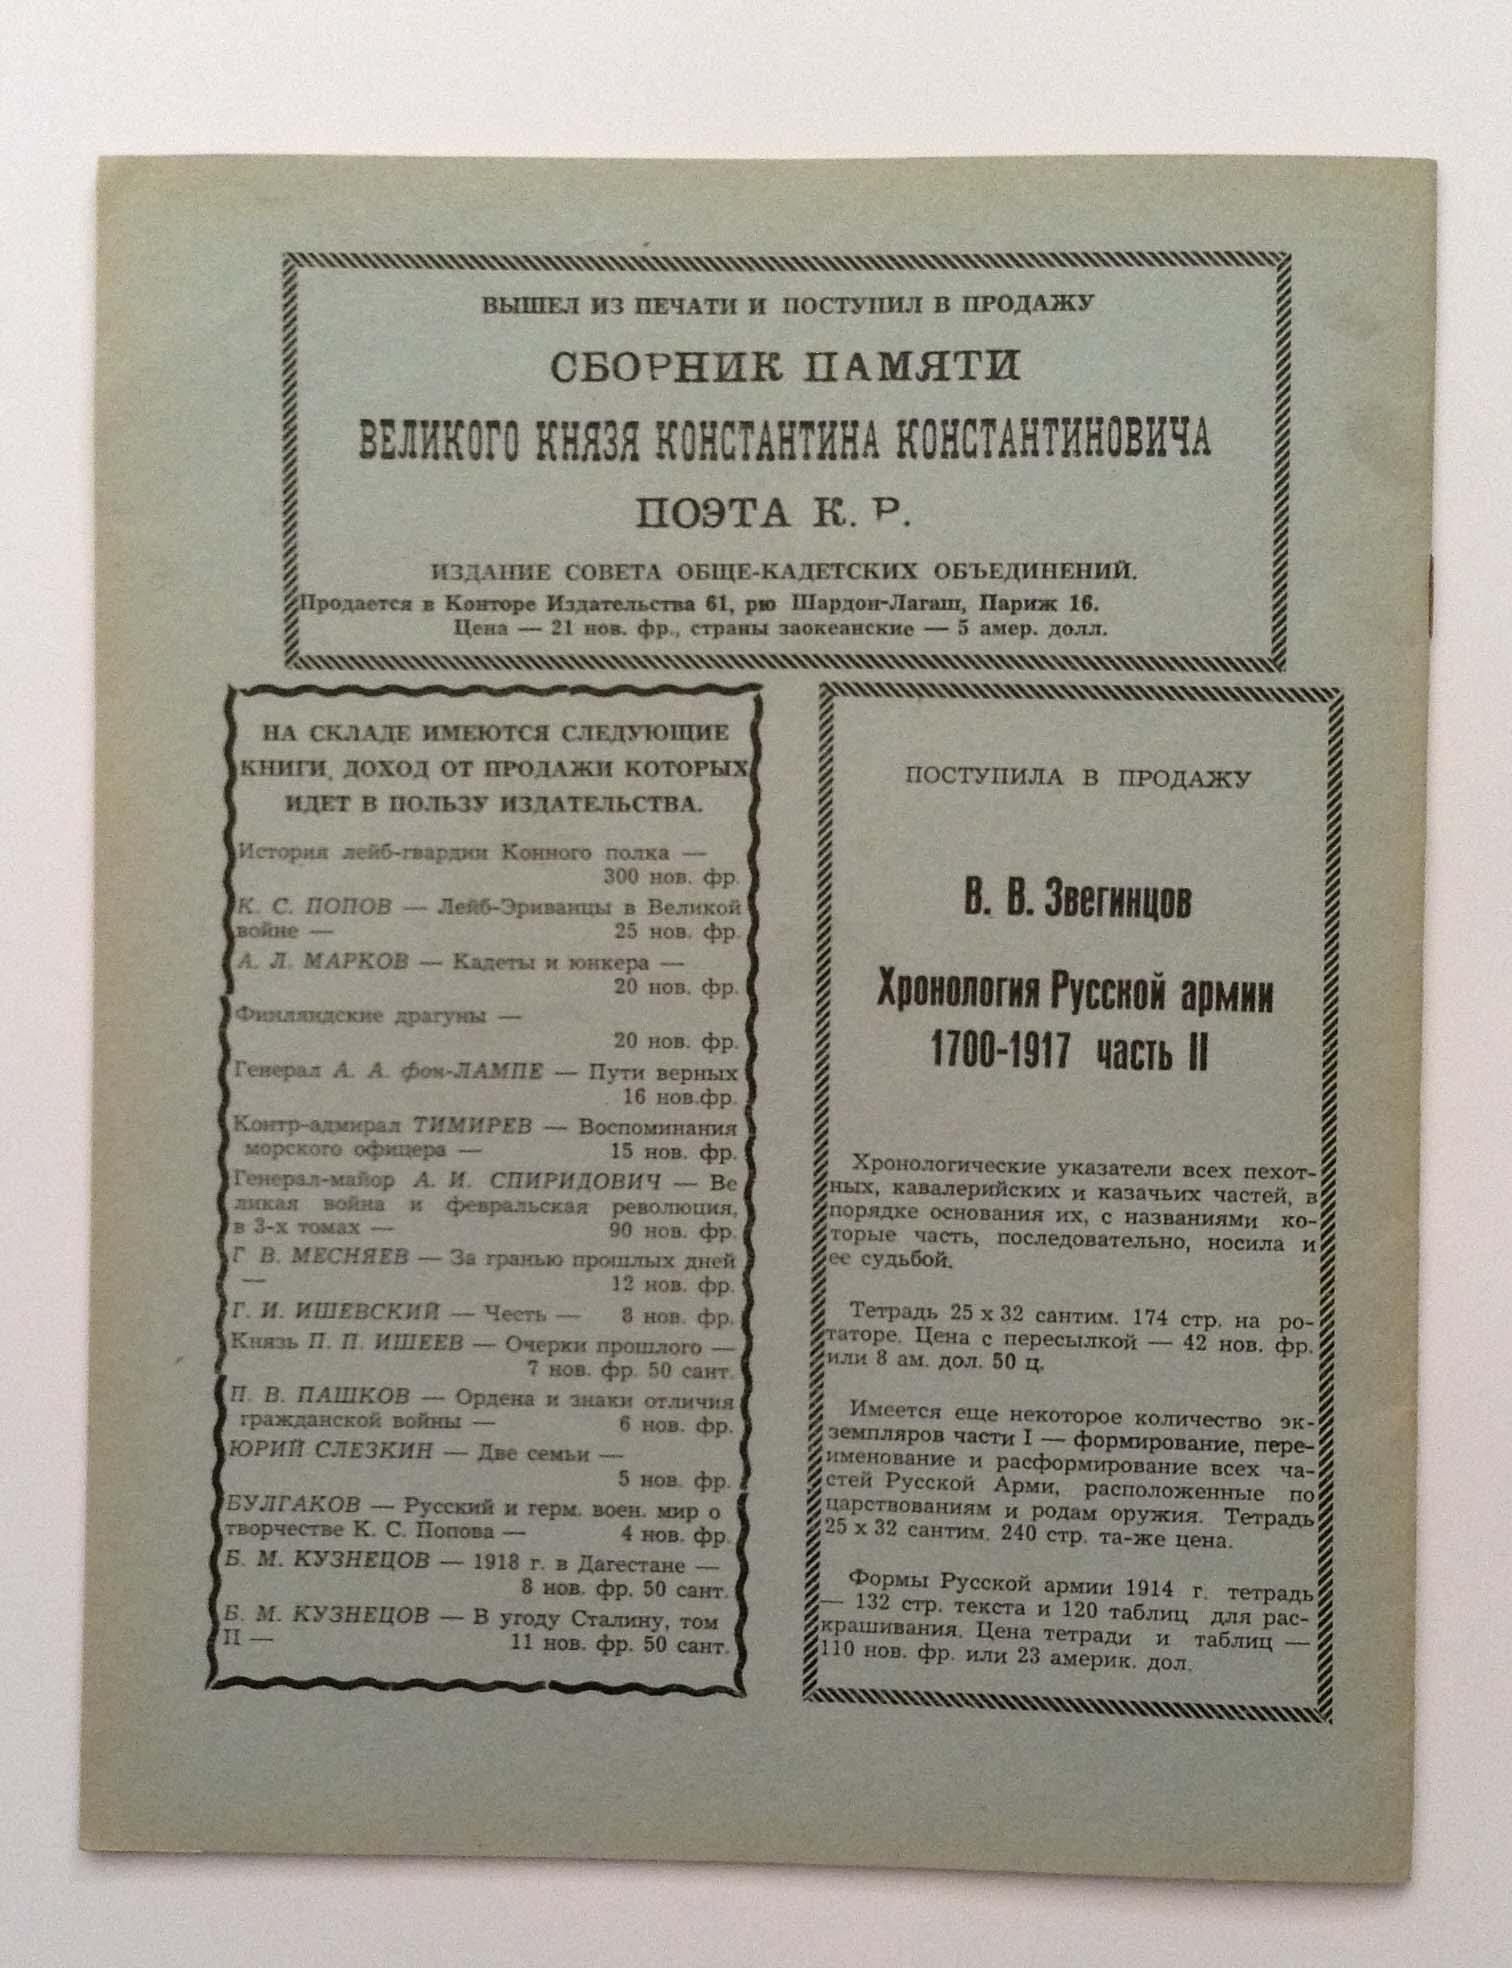 ВЫШЕЛ ИЗ ПЕЧАТИ И ПОСТУПИЛ В ПРОДАЖУ
СБОРНИК ПАМЯТИ
ВЕЛИКОГО КНЯЗЯ КОНСТАНТИНА КОНСТАНТИНОВИЧА
ПОЭТА К. Р.
ИЗДАНИЕ СОВЕТА ОБЩЕ-КАДЕТСКИХ ОБЪЕДИНЕНИЙ.
Продается в Конторе Издательства 61, рю Шардон-Лагаш, Париж 16.
Цена — 21 нов. фр., страны заокеанские — 5 амер. долл.
НА СКЛАДЕ ИМЕЮТСЯ СЛЕДУЮЩИЕ
КНИГИ, ДОХОД ОТ ПРОДАЖИ КОТОРЫХ
ИДЕТ В ПОЛЬЗУ ИЗДАТЕЛЬСТВА.
История лейб-гвардии Конного полка —
300 нов. фр.
К. С. ПОПОВ — Лейб-Эриванцы в Великой
войне — 25 нов. фр.
А. Л. МАРКОВ — Кадеты и юнкера —
20 нов. фр.
Финляндские драгуны —
20 нов. фр.
Генерал А. А. фон-ЛАМПЕ — Пути верных
16 нов.фр.
Контр-адмирал ТИМИРЕВ — Воспоминания
морского офицера — 15 нов. фр.
Генерал-майор А. И. СПИРИДОВИЧ — Ве
ликая война и февральская революция,
в 3-х томах — 90 нов. фр.
Г В. МЕСНЯЕВ — За гранью прошлых дней
— 12 нов. фр.
Г. И. ИШЕВСКИЙ — Честь — 8 нов. фр.
Князь П. П. ИШЕЕВ — Очерки прошлого —
7 нов. фр. 50 сант.
П. В. ПАШКОВ — Ордена и знаки отличия
гражданской войны — 6 нов. фр.
ЮРИЙ СЛЕЗКИН — Две семьи —
5 нов. фр.
БУЛГАКОВ — Русский и герм. воен. мир о
творчестве К. С. Попова — 4 нов. фр.
Б. М. КУЗНЕЦОВ — 1918 г. в Дагестане —
8 нов. фр. 50 сант.
Б. М. КУЗНЕЦОВ — В угоду Сталину, том
II — 11 нов. фр. 50 сант.
ПОСТУПИЛА В ПРОДАЖУ
В. В. Звегинцов
Хронология Русской армии
1700-1917 часть II
Хронологические указатели всех пехот-
ных, кавалерийских и казачьих частей, в
порядке основания их, с названиями ко-
торые часть, последовательно, носила и
ее судьбой.
Тетрадь 25 х 32 сантим. 174 стр. на ро-
таторе. Цена с пересылкой — 42 нов. фр.
или 8 ам. дол. 50 ц.
Имеется еще некоторое количество эк-
земпляров части I — формирование, пере-
именование и расформирование всех ча-
стей Русской Арми, расположенные по
царствованиям и родам оружия. Тетрадь
25 х 32 сантим. 240 стр. та-же цена.
Формы Русской армии 1914 г. тетрадь
— 132 стр. текста и 120 таблиц для рас-
крашивания. Цена тетради и таблиц —
110 нов. фр. или 23 америк. дол.